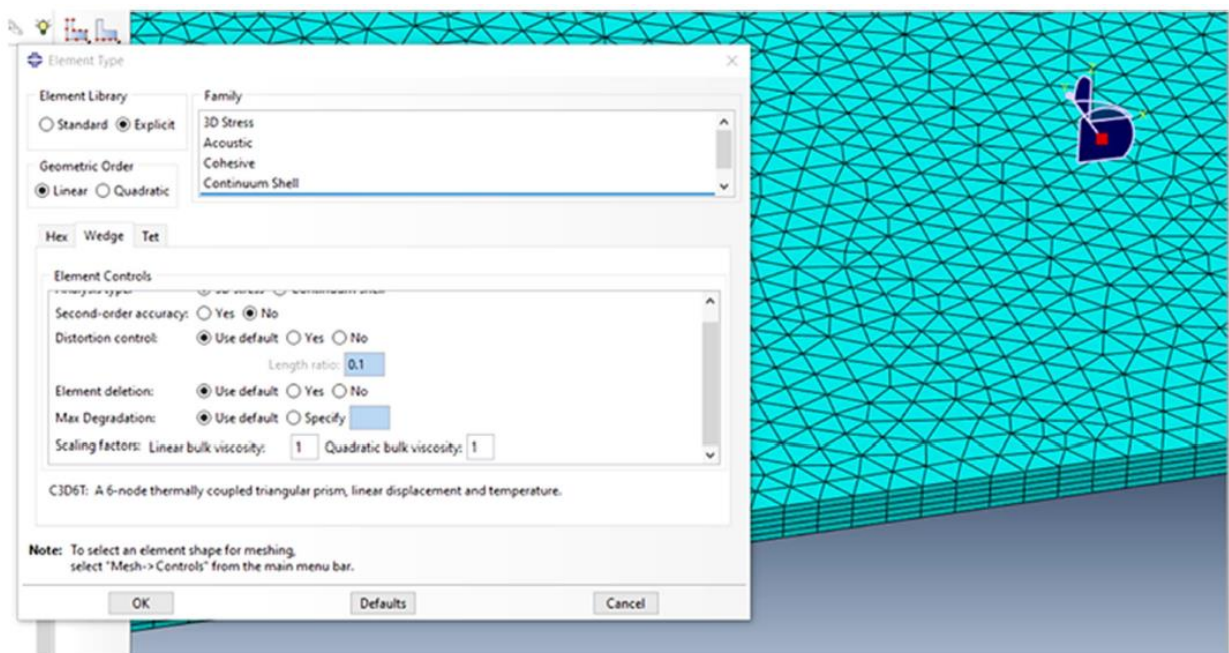 Element Type
Element Library
Family
Standard Explicit
3D Stress
Acoustic
Cohesive
Continuum Shell
Geometric Order
Linear Quadratic
Hex Wedge Tet
Element Controls
Second-order accuracy: Yes No
Distortion control: Use default Yes No
Length ratio: 0.1
Element deletion: Use default Yes No
Max Degradation: Use default Specify
Scaling factors: Linear bulk viscosity: 1 Quadratic bulk viscosity: 1
C3D6T: A 6-node thermally coupled triangular prism, linear displacement and temperature.
Note: To select an element shape for meshing,
select "Mesh->Controls" from the main menu bar.
OK Defaults Cancel